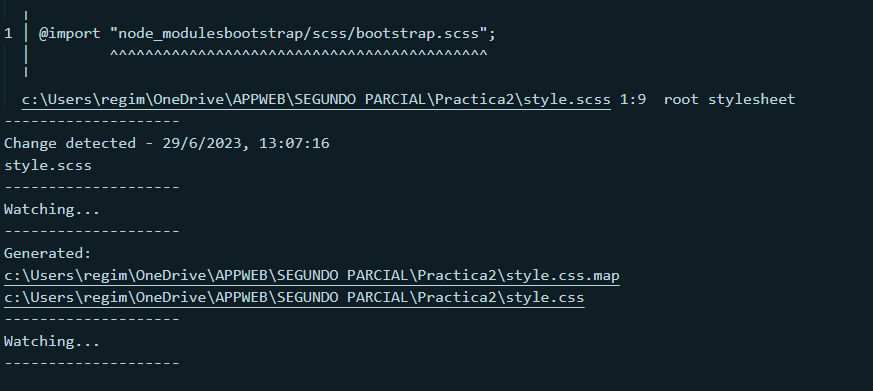 1 | @import "node_modulesbootstrap/scss/bootstrap.scss";
^^^^^^^^^^^^^^^^^^^^^^^^^^^^^^^^^^^^^^^^^^^
c:\Users\regim\OneDrive\APPWEB\SEGUNDO PARCIAL\Practica2\style.scss 1:9  root stylesheet
--------------------
Change detected - 29/6/2023, 13:07:16
style.scss
--------------------
Watching...
--------------------
Generated:
c:\Users\regim\OneDrive\APPWEB\SEGUNDO PARCIAL\Practica2\style.css.map
c:\Users\regim\OneDrive\APPWEB\SEGUNDO PARCIAL\Practica2\style.css
--------------------
Watching...
--------------------